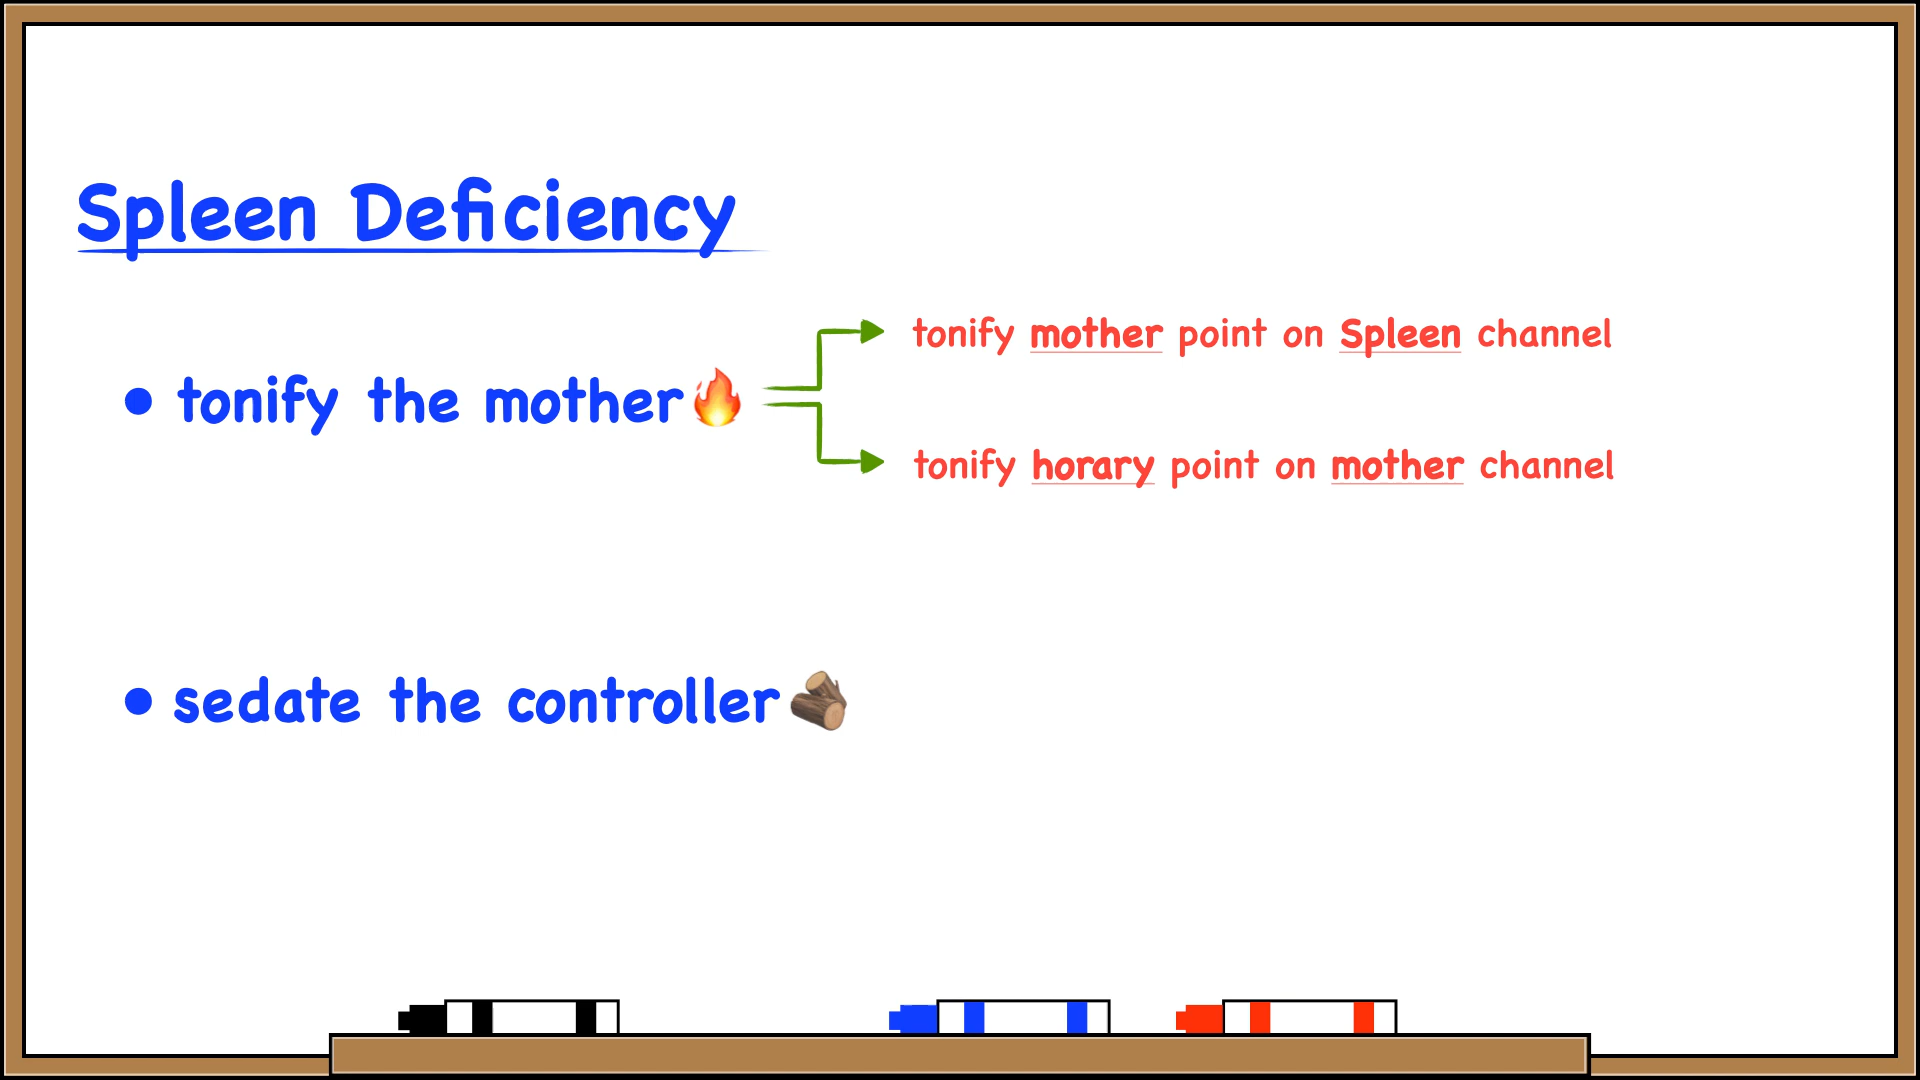 Spleen Deficiency
tonify mother point on Spleen channel
• tonify the mother🔥
tonify horary point on mother channel
• sedate the controller🪵